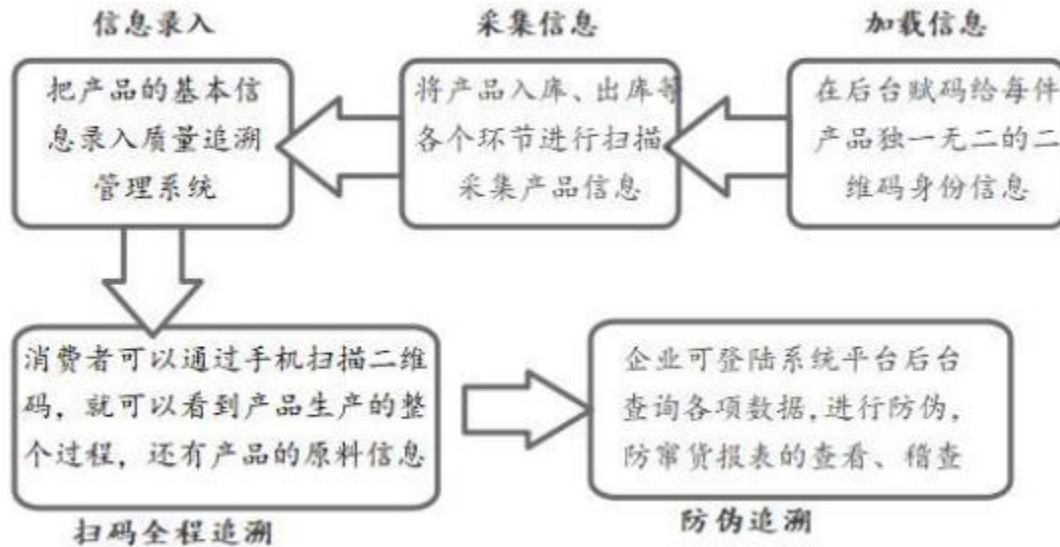 信息录入
采集信息
加载信息
把产品的基本信
息录入质量追溯
管理系统
将产品入库、出库等
各个环节进行扫描,
采集产品信息
在后台赋码给每件
产品独一无二的二
维码身份信息
消费者可以通过手机扫描二维
码，就可以看到产品生产的整
个过程，还有产品的原料信息
企业可登陆系统平台后台
查询各项数据,进行防伪,
防窜货报表的查看、稽查
扫码全程追溯
防伪追溯